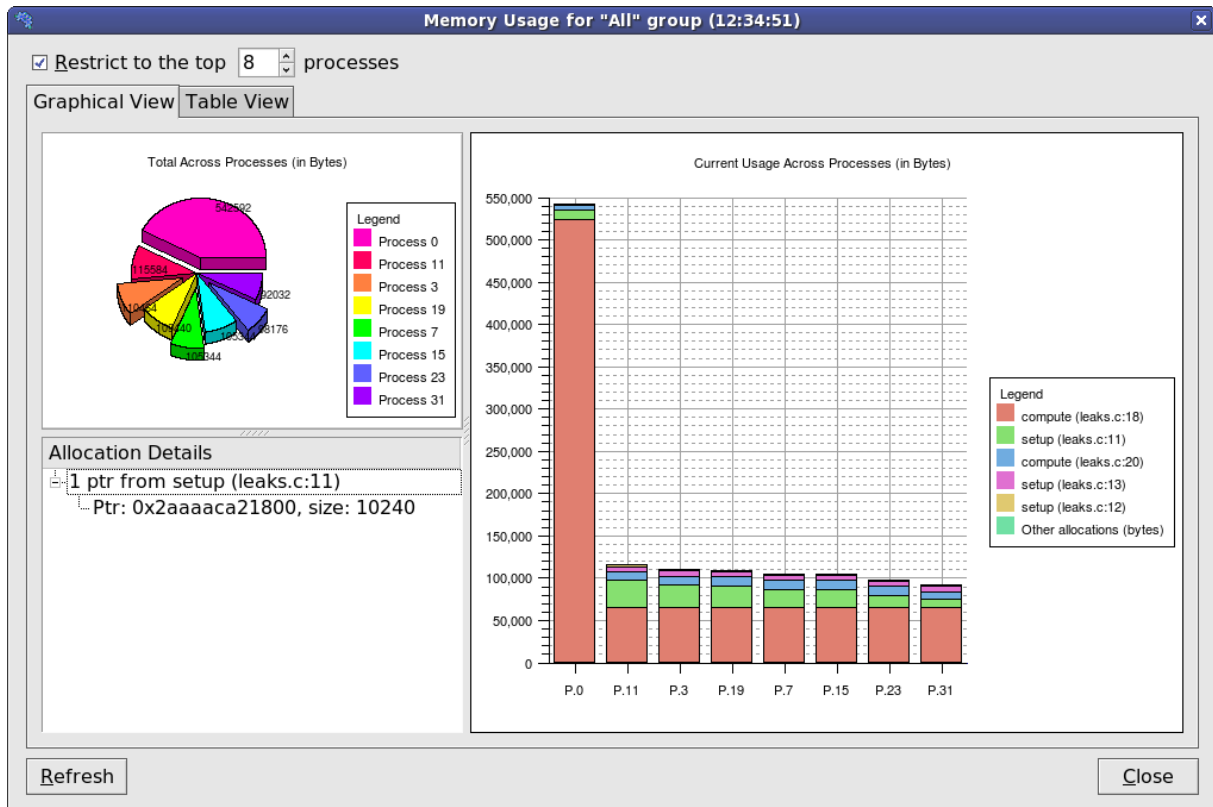 Memory Usage for "All" group (12:34:51)
Restrict to the top 8 processes
Graphical View Table View
Total Across Processes (in Bytes)
542592
115584
109440
105344
98176
92032
Legend
Process 0
Process 11
Process 3
Process 19
Process 7
Process 15
Process 23
Process 31
Allocation Details
1 ptr from setup (leaks.c:11)
Ptr: 0x2aaaaca21800, size: 10240
Current Usage Across Processes (in Bytes)
550,000
500,000
450,000
400,000
350,000
300,000
250,000
200,000
150,000
100,000
50,000
0
P.0 P.11 P.3 P.19 P.7 P.15 P.23 P.31
Legend
compute (leaks.c:18)
setup (leaks.c:11)
compute (leaks.c:20)
setup (leaks.c:13)
setup (leaks.c:12)
Other allocations (bytes)
Refresh
Close